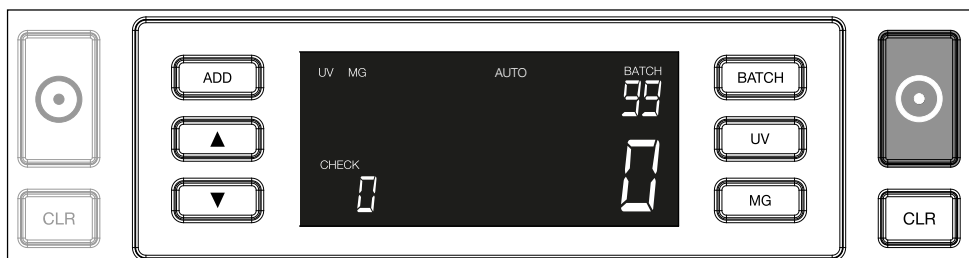 ADD
UV MG AUTO BATCH
99
CHECK
0
0
BATCH
UV
MG
CLR
CLR